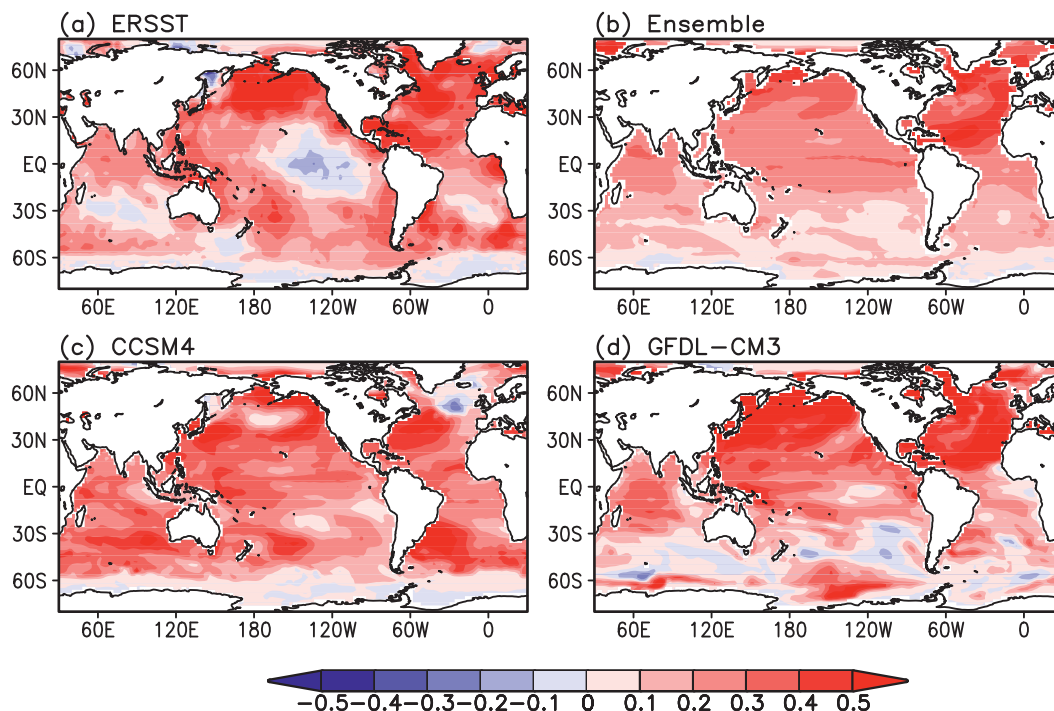 (a) ERSST
(b) Ensemble
60N
30N
EQ
30S
60S
60E 120E 180 120W 60W 0
60N
30N
EQ
30S
60S
60E 120E 180 120W 60W 0
(c) CCSM4
(d) GFDL-CM3
60N
30N
EQ
30S
60S
60E 120E 180 120W 60W 0
60N
30N
EQ
30S
60S
60E 120E 180 120W 60W 0
-0.5 -0.4 -0.3 -0.2 -0.1 0 0.1 0.2 0.3 0.4 0.5